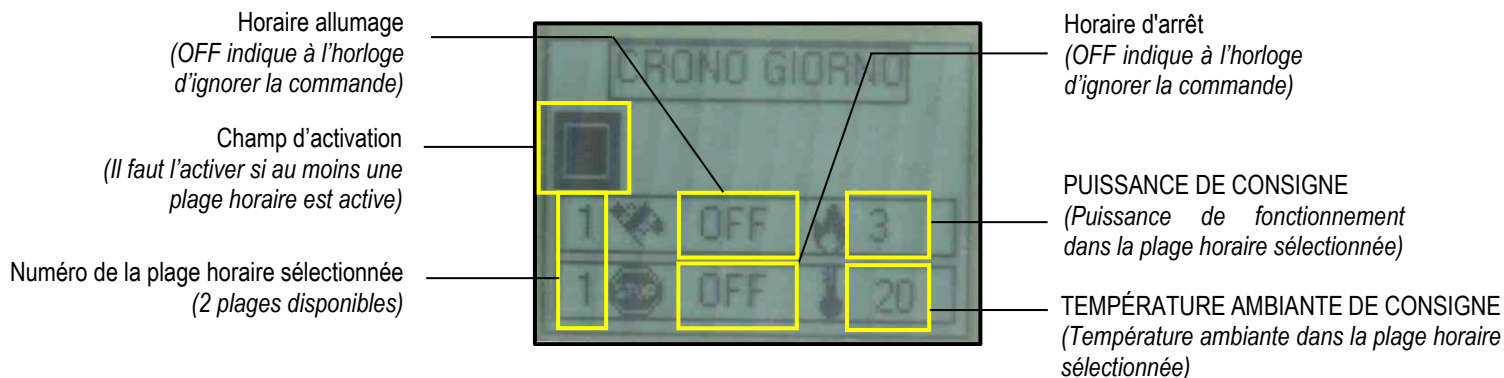 Horaire allumage
(OFF indique à l’horloge
d’ignorer la commande)
Champ d’activation
(Il faut l’activer si au moins une
plage horaire est active)
Numéro de la plage horaire sélectionnée
(2 plages disponibles)
CRONO GIORNO
1 OFF 3
1 STOP OFF 20
Horaire d'arrêt
(OFF indique à l’horloge
d’ignorer la commande)
PUISSANCE DE CONSIGNE
(Puissance de fonctionnement
dans la plage horaire sélectionnée)
TEMPÉRATURE AMBIANTE DE CONSIGNE
(Température ambiante dans la plage horaire
sélectionnée)